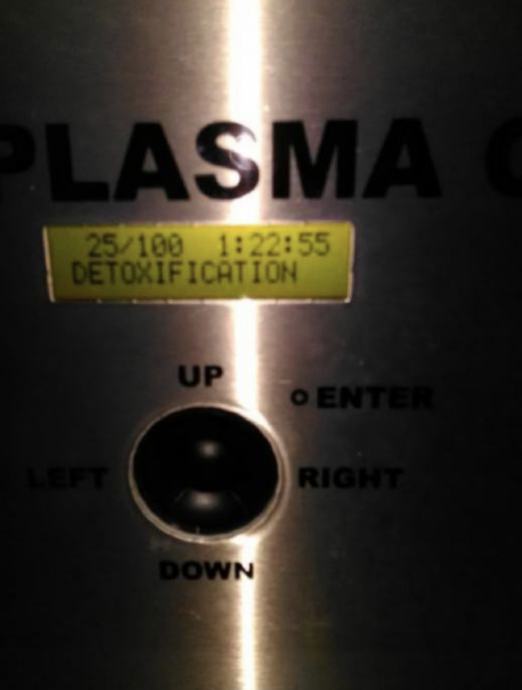 PLASMA
25/100 1:22:55
DETOXIFICATION
UP
ENTER
LEFT
RIGHT
DOWN